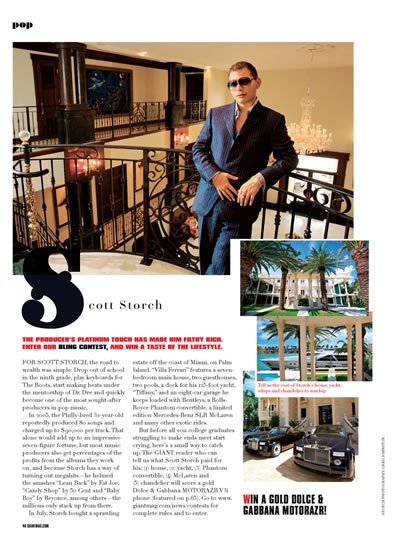 pop
Scott Storch
THE PRODUCER'S PLATINUM TOUCH HAS MADE HIM FILTHY RICH.
ENTER OUR BLING CONTEST, AND WIN A TASTE OF THE LIFESTYLE.
FOR SCOTT STORCH, the road to
wealth was simple: Drop out of school
in the ninth grade, play keyboards for
The Roots, start making beats under
the mentorship of Dr. Dre and quickly
become one of the most sought after
producers in pop music.
In 2005, the Philly-bred 32-year-old
reportedly produced 80 songs and
charged up to $90,000 per track. That
alone would add up to an impressive
seven-figure fortune, but most music
producers also get percentages of the
profits from the albums they work
on, and because Storch has a way of
turning out megahits—he helmed
the smashes "Lean Back" by Fat Joe,
"Candy Shop" by 50 Cent and "Baby
Boy" by Beyoncé, among others—the
millions only stack up from there.
In July, Storch bought a sprawling
estate off the coast of Miami, on Palm
Island. "Villa Ferrari" features a seven-
bedroom main house, two guesthouses,
two pools, a dock for his 115-foot yacht,
"Tiffany," and an eight-car garage he
keeps loaded with Bentleys, a Rolls-
Royce Phantom convertible, a limited
edition Mercedes-Benz SLR McLaren
and many other exotic rides.
But before all you college graduates
struggling to make ends meet start
crying, here's a small way to catch
up. The GIANT reader who can
tell us what Scott Storch paid for
his: (1) home, (2) yacht, (3) Phantom
convertible, (4) McLaren and
(5) chandelier will score a gold
Dolce & Gabbana MOTORAZR V3i
phone (featured on p.65). Go to www.
giantmag.com/news/contests for
complete rules and to enter.
Tell us the cost of Storch's home, yacht,
whips and chandelier to win big
WIN A GOLD DOLCE &
GABBANA MOTORAZR!
48 GIANTMAG.COM